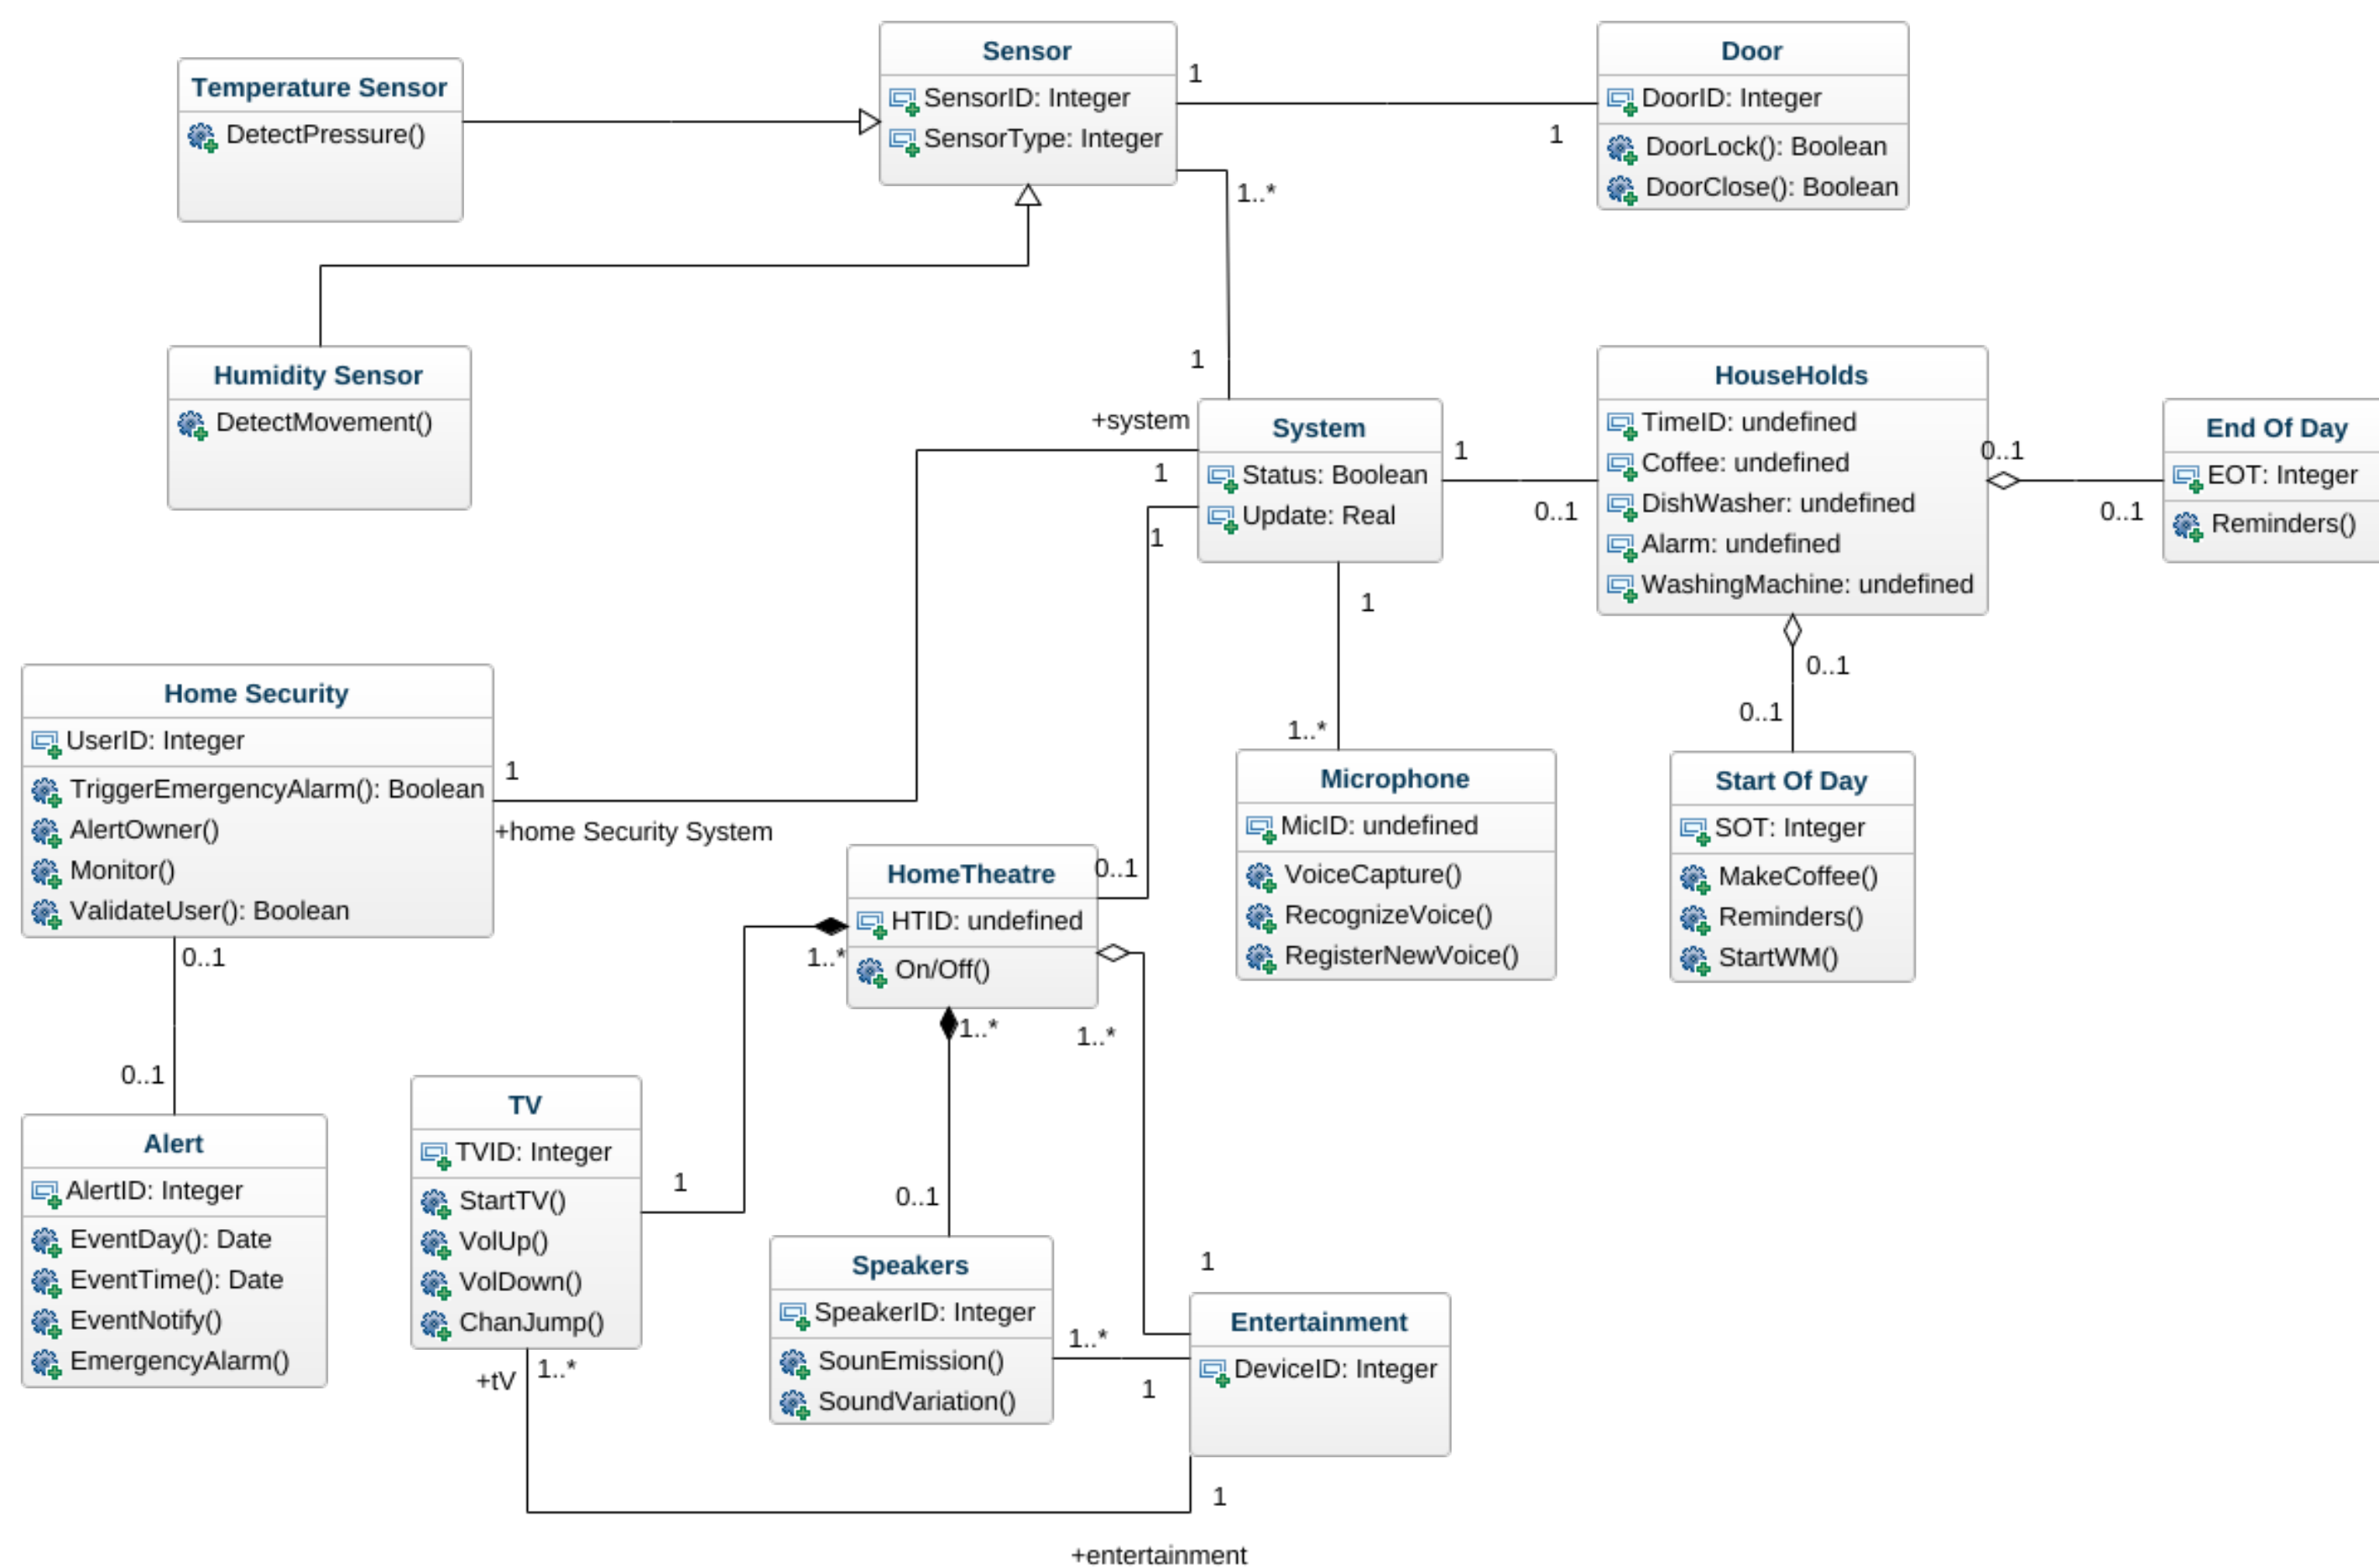 Temperature Sensor
DetectPressure()
Sensor
SensorID: Integer
SensorType: Integer
1
1
1..*
Door
DoorID: Integer
DoorLock(): Boolean
DoorClose(): Boolean
Humidity Sensor
DetectMovement()
1
+system
1
1
System
Status: Boolean
Update: Real
1
0..1
HouseHolds
TimeID: undefined
Coffee: undefined
DishWasher: undefined
Alarm: undefined
WashingMachine: undefined
0..1
0..1
End Of Day
EOT: Integer
Reminders()
1
1..*
0..1
0..1
Home Security
UserID: Integer
TriggerEmergencyAlarm(): Boolean
AlertOwner()
Monitor()
ValidateUser(): Boolean
1
+home Security System
HomeTheatre
HTID: undefined
On/Off()
0..1
1..*
1..*
1..*
Microphone
MicID: undefined
VoiceCapture()
RecognizeVoice()
RegisterNewVoice()
Start Of Day
SOT: Integer
MakeCoffee()
Reminders()
StartWM()
0..1
0..1
Alert
AlertID: Integer
EventDay(): Date
EventTime(): Date
EventNotify()
EmergencyAlarm()
TV
TVID: Integer
StartTV()
VolUp()
VolDown()
ChanJump()
1
+tV
1..*
0..1
Speakers
SpeakerID: Integer
SounEmission()
SoundVariation()
1..*
1
1
Entertainment
DeviceID: Integer
1
+entertainment